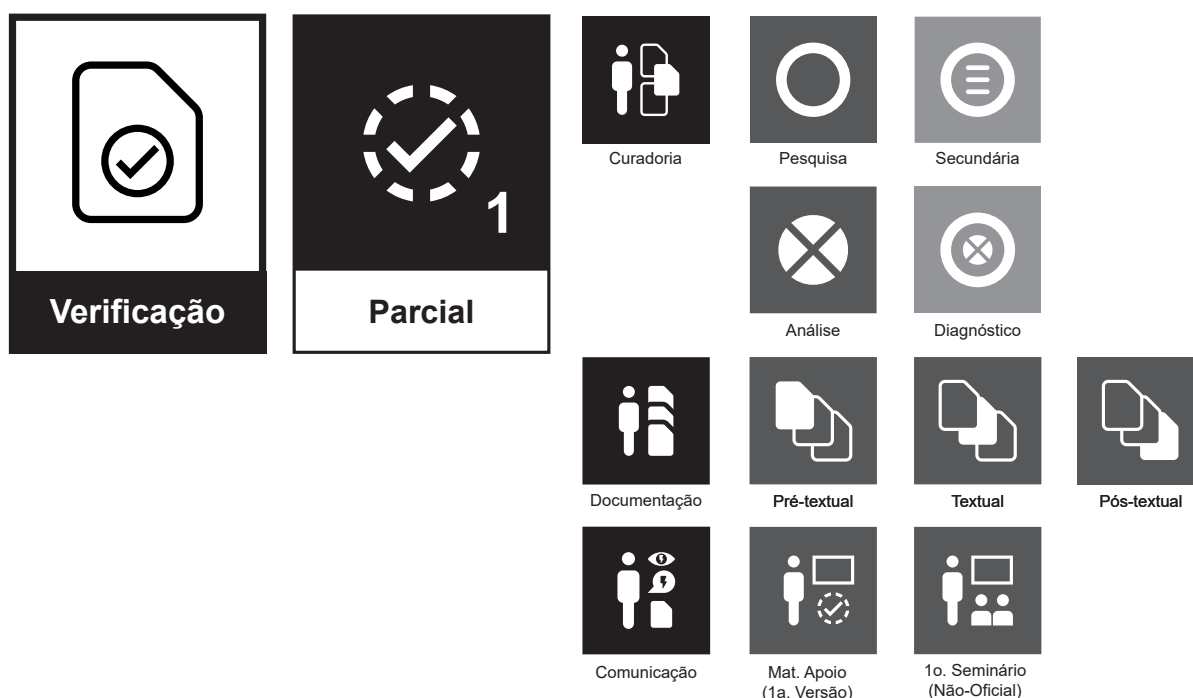 1
Verificação
Parcial
Curadoria
Pesquisa
Secundária
Análise
Diagnóstico
Documentação
Pré-textual
Textual
Pós-textual
Comunicação
Mat. Apoio
(1a. Versão)
1o. Seminário
(Não-Oficial)